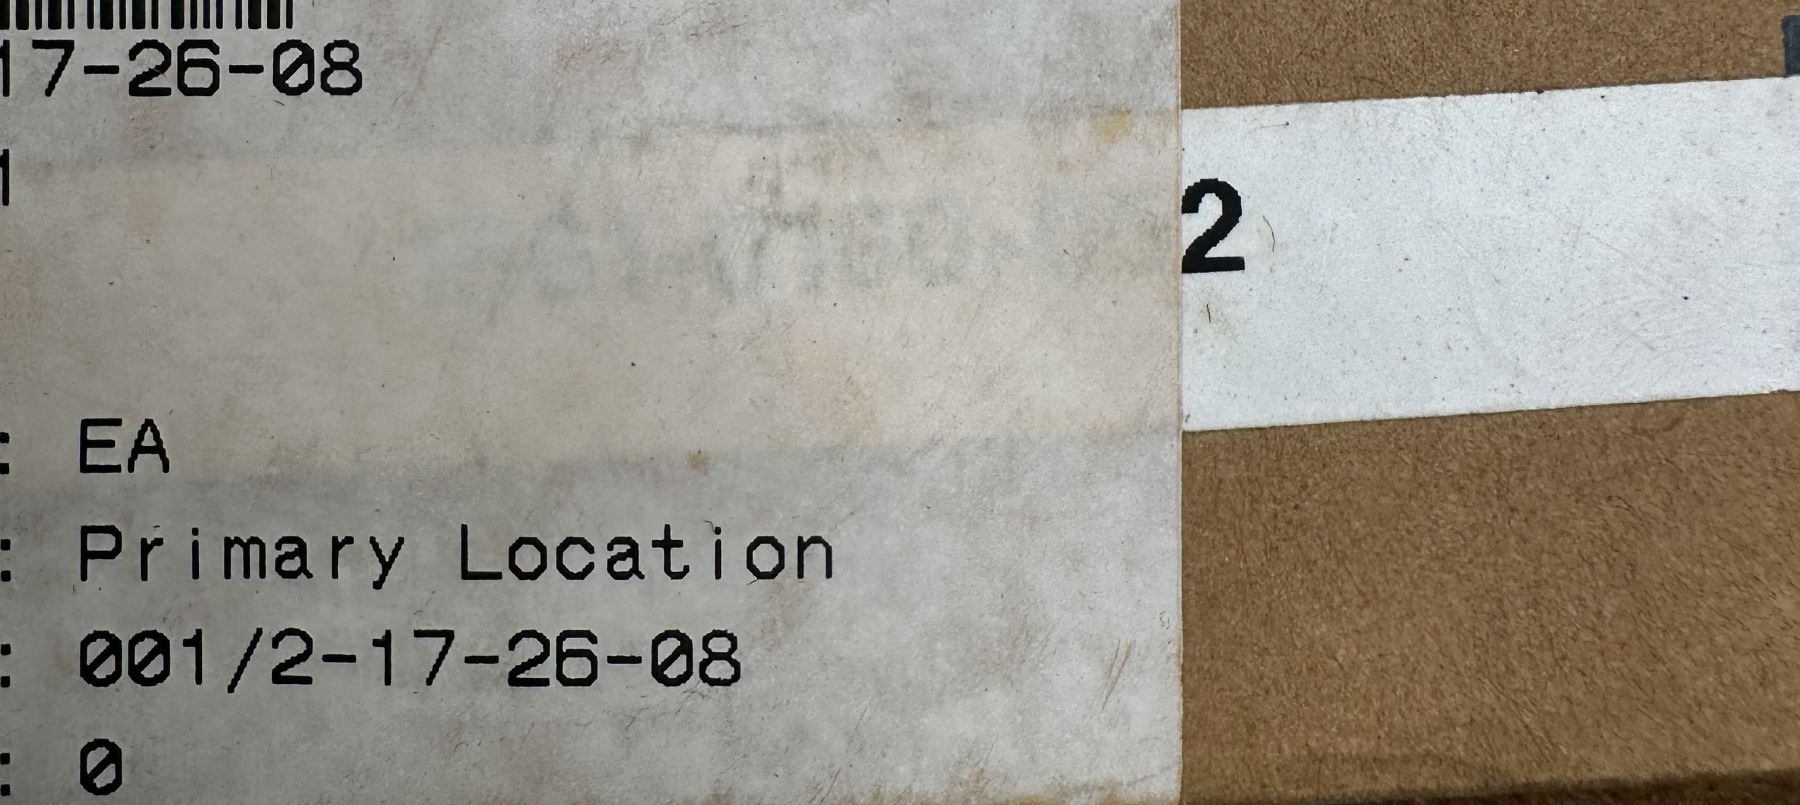 17-26-08
1
2
: EA
: Primary Location
: 001/2-17-26-08
: 0